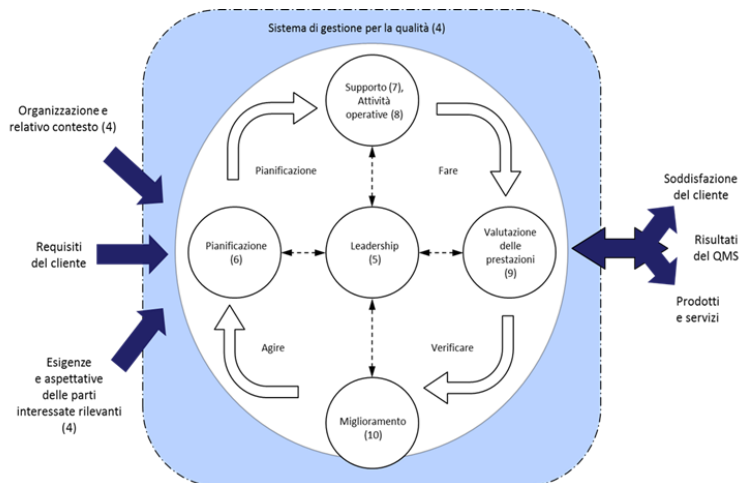 Sistema di gestione per la qualità (4)
Organizzazione e
relativo contesto (4)
Requisiti
del cliente
Esigenze
e aspettative
delle parti
interessate rilevanti
(4)
Supporto (7),
Attività
operative (8)
Pianificazione
Fare
Pianificazione
(6)
Leadership
(5)
Valutazione
delle
prestazioni
(9)
Agire
Verificare
Miglioramento
(10)
Soddisfazione
del cliente
Risultati
del QMS
Prodotti
e servizi